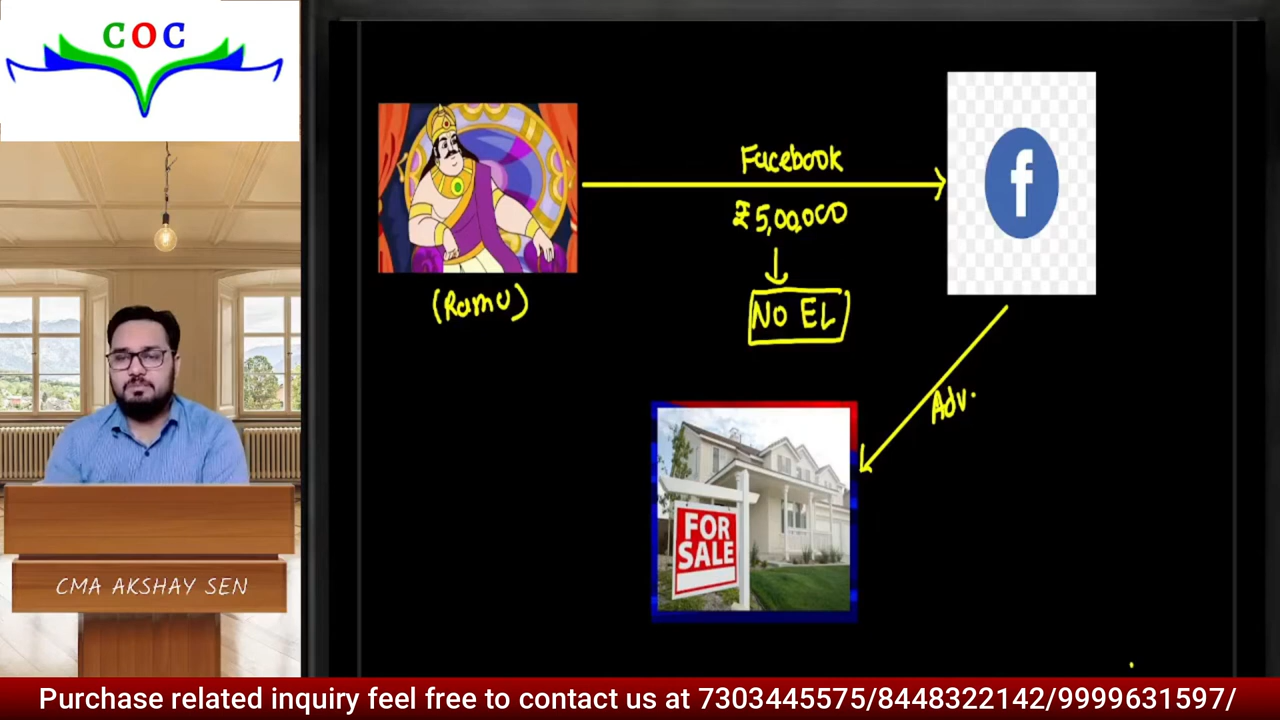 COC
Facebook
₹5,00,000
NO EL
(Ramu)
Adv.
FOR
SALE
CMA AKSHAY SEN
f
Purchase related inquiry feel free to contact us at 7303445575/8448322142/9999631597/